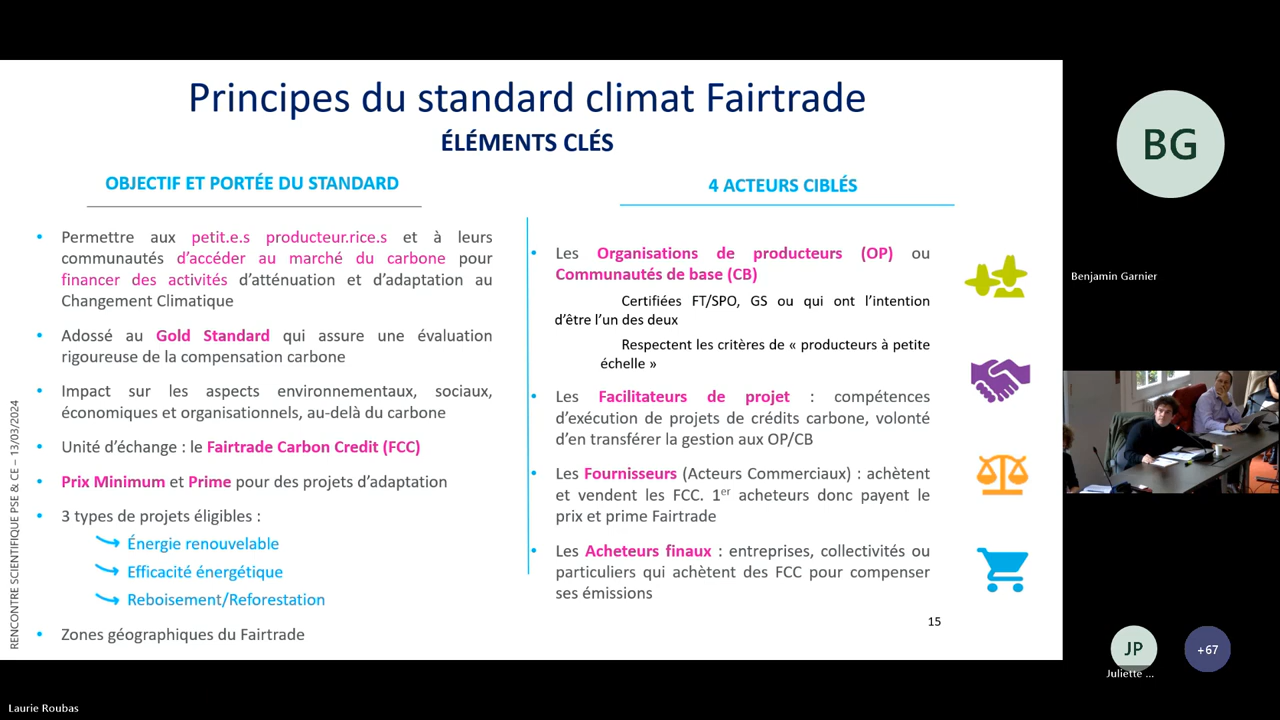 Principes du standard climat Fairtrade
ÉLÉMENTS CLÉS
OBJECTIF ET PORTÉE DU STANDARD
Permettre aux petit.e.s producteur.rice.s et à leurs
communautés d'accéder au marché du carbone pour
financer des activités d'atténuation et d'adaptation au
Changement Climatique
Adossé au Gold Standard qui assure une évaluation
rigoureuse de la compensation carbone
Impact sur les aspects environnementaux, sociaux,
économiques et organisationnels, au-delà du carbone
Unité d'échange : le Fairtrade Carbon Credit (FCC)
Prix Minimum et Prime pour des projets d'adaptation
3 types de projets éligibles :
Énergie renouvelable
Efficacité énergétique
Reboisement/Reforestation
Zones géographiques du Fairtrade
4 ACTEURS CIBLÉS
Les Organisations de producteurs (OP) ou
Communautés de base (CB)
Certifiées FT/SPO, GS ou qui ont l'intention
d'être l'un des deux
Respectent les critères de « producteurs à petite
échelle »
Les Facilitateurs de projet : compétences
d'exécution de projets de crédits carbone, volonté
d'en transférer la gestion aux OP/CB
Les Fournisseurs (Acteurs Commerciaux) : achètent
et vendent les FCC. 1er acheteurs donc payent le
prix et prime Fairtrade
Les Acheteurs finaux : entreprises, collectivités ou
particuliers qui achètent des FCC pour compenser
ses émissions
15
RENCONTRE SCIENTIFIQUE PSE & CE – 13/03/2024
BG
Benjamin Garnier
JP
Juliette ...
+67
Laurie Roubas